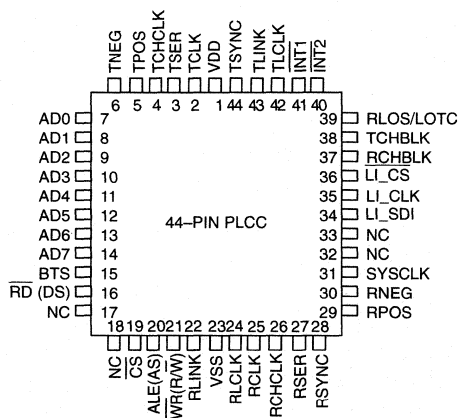 TNEG
TPOS
TCHCLK
TSER
TCLK
VDD
TSYNC
TLINK
TLCLK
INT1
INT2
6 5 4 3 2 1 44 43 42 41 40
AD0 7
AD1 8
AD2 9
AD3 10
AD4 11
AD5 12
AD6 13
AD7 14
BTS 15
RD (DS) 16
NC 17
44–PIN PLCC
39 RLOS/LOTC
38 TCHBLK
37 RCHBLK
36 LI_CS
35 LI_CLK
34 LI_SDI
33 NC
32 NC
31 SYSCLK
30 RNEG
29 RPOS
18 19 20 21 22 23 24 25 26 27 28
NC
CS
ALE(AS)
WR(R/W)
RLINK
VSS
RLCLK
RCLK
RCHCLK
RSER
RSYNC